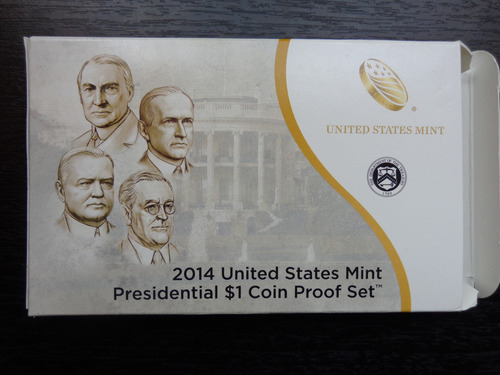 UNITED STATES MINT
2014 United States Mint
Presidential $1 Coin Proof Set™